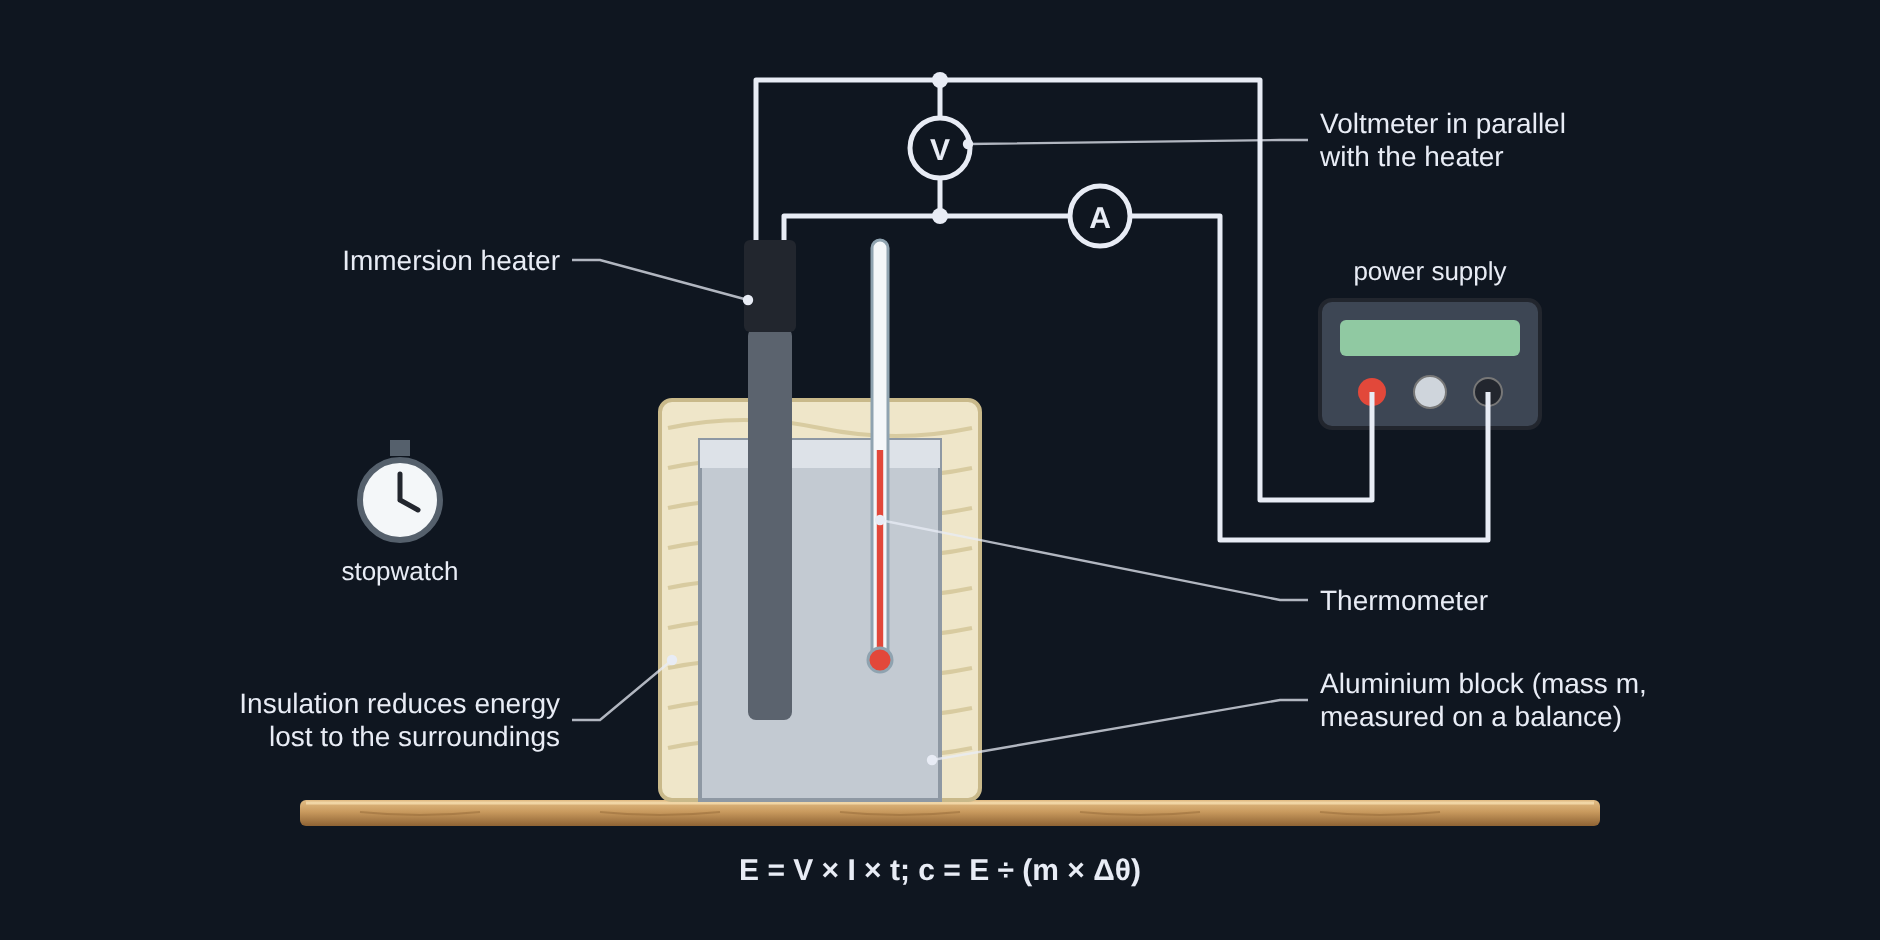 V
Voltmeter in parallel
with the heater
A
Immersion heater
power supply
stopwatch
Thermometer
Insulation reduces energy
lost to the surroundings
Aluminium block (mass m,
measured on a balance)
E = V × I × t; c = E ÷ (m × Δθ)